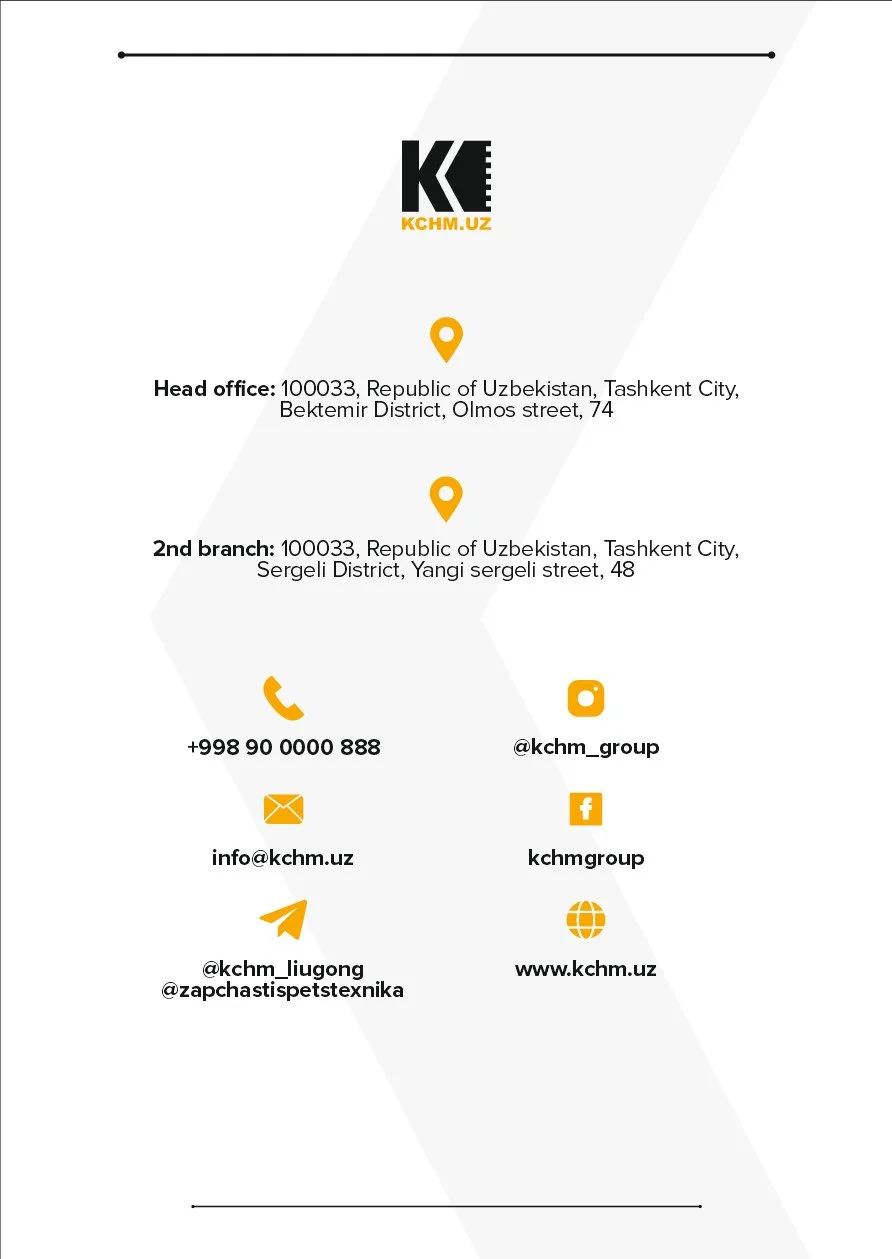 KCHM.UZ
Head office: 100033, Republic of Uzbekistan, Tashkent City,
Bektemir District, Olmos street, 74
2nd branch: 100033, Republic of Uzbekistan, Tashkent City,
Sergeli District, Yangi sergeli street, 48
+998 90 0000 888
@kchm_group
info@kchm.uz
kchmgroup
@kchm_liugong
@zapchastispetstexnika
www.kchm.uz